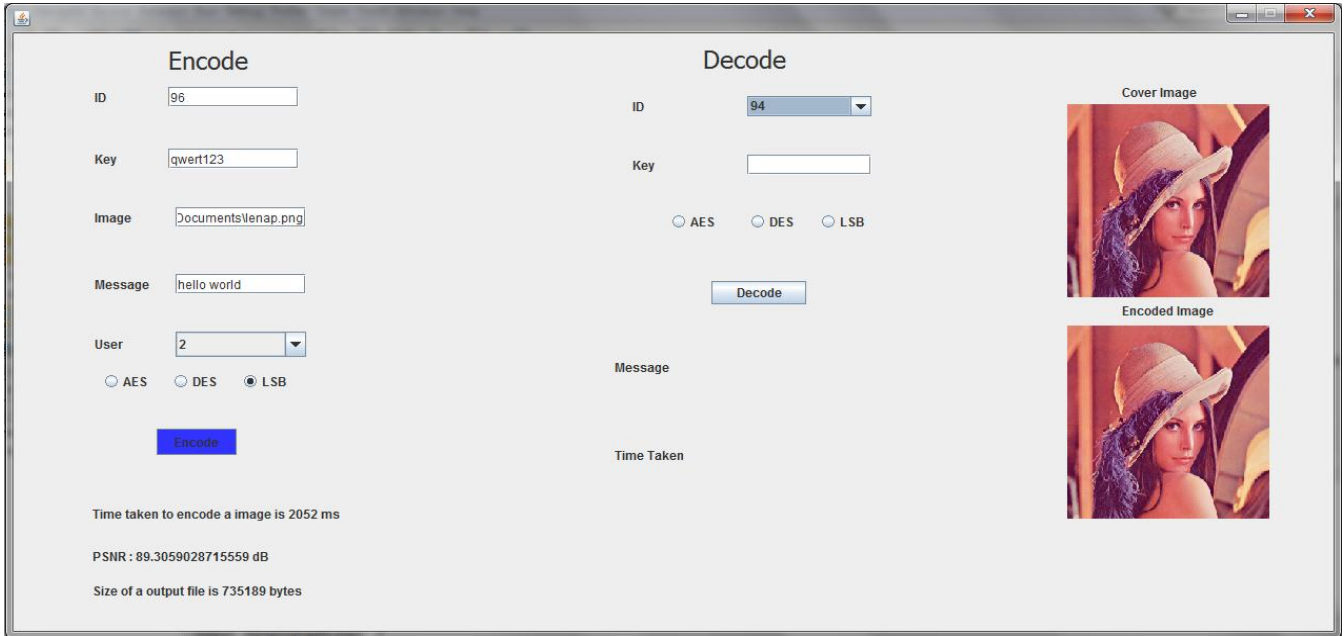 Encode
ID
96
Key
qwert123
Image
Documents\lenap.png
Message
hello world
User
2
AES DES LSB
Encode
Time taken to encode a image is 2052 ms
PSNR : 89.3059028715559 dB
Size of a output file is 735189 bytes
Decode
ID
94
Key
AES DES LSB
Decode
Message
Time Taken
Cover Image
Encoded Image